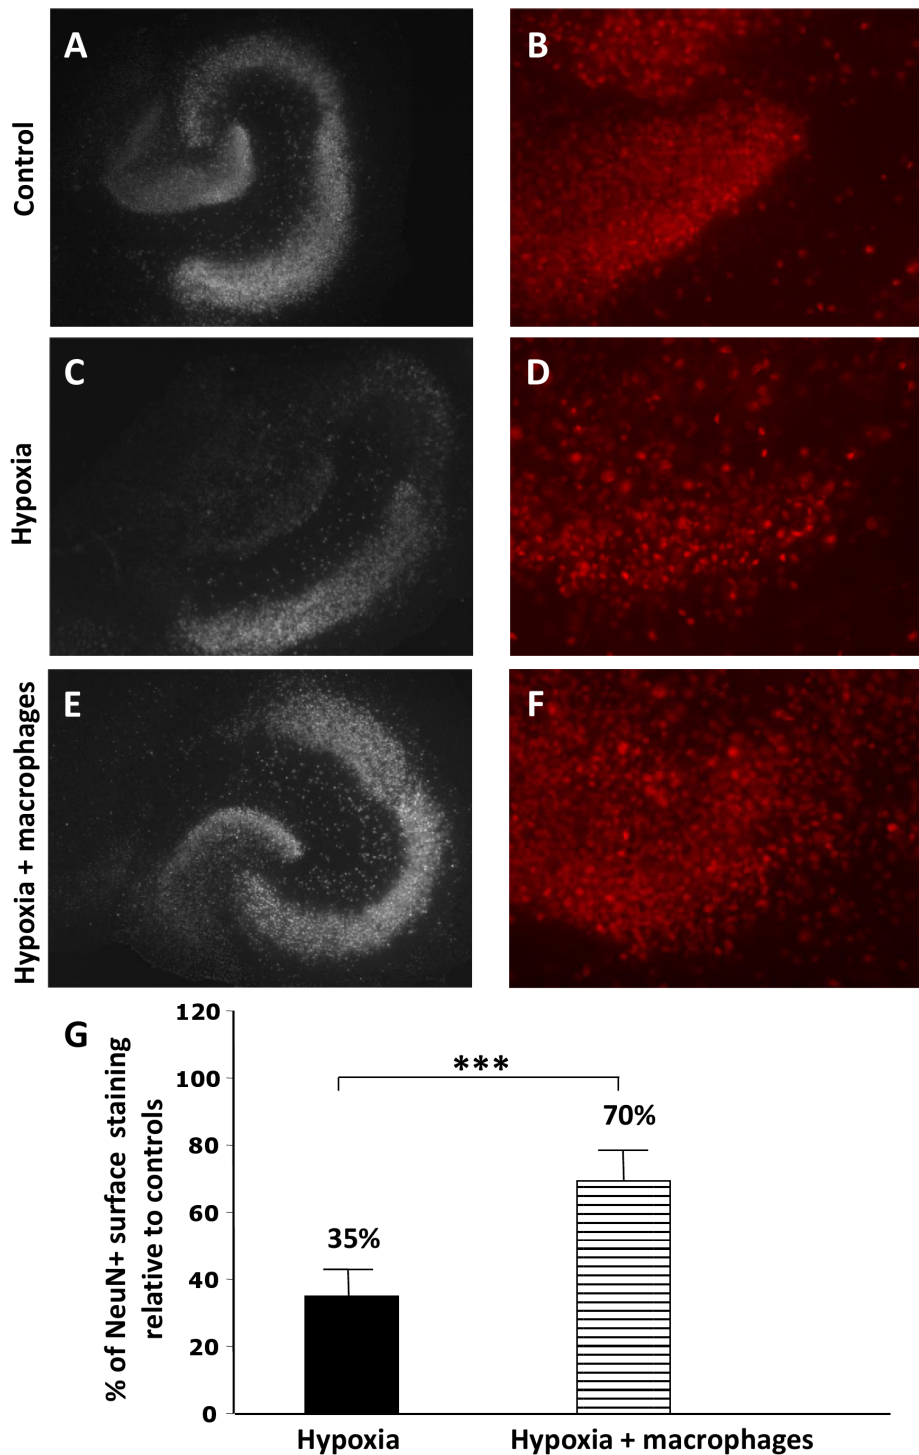 A
B
Control
C
D
Hypoxia
E
F
Hypoxia + macrophages
G
% of NeuN+ surface staining
relative to controls
120
100
80
60
40
20
0
***
35%
70%
Hypoxia
Hypoxia + macrophages